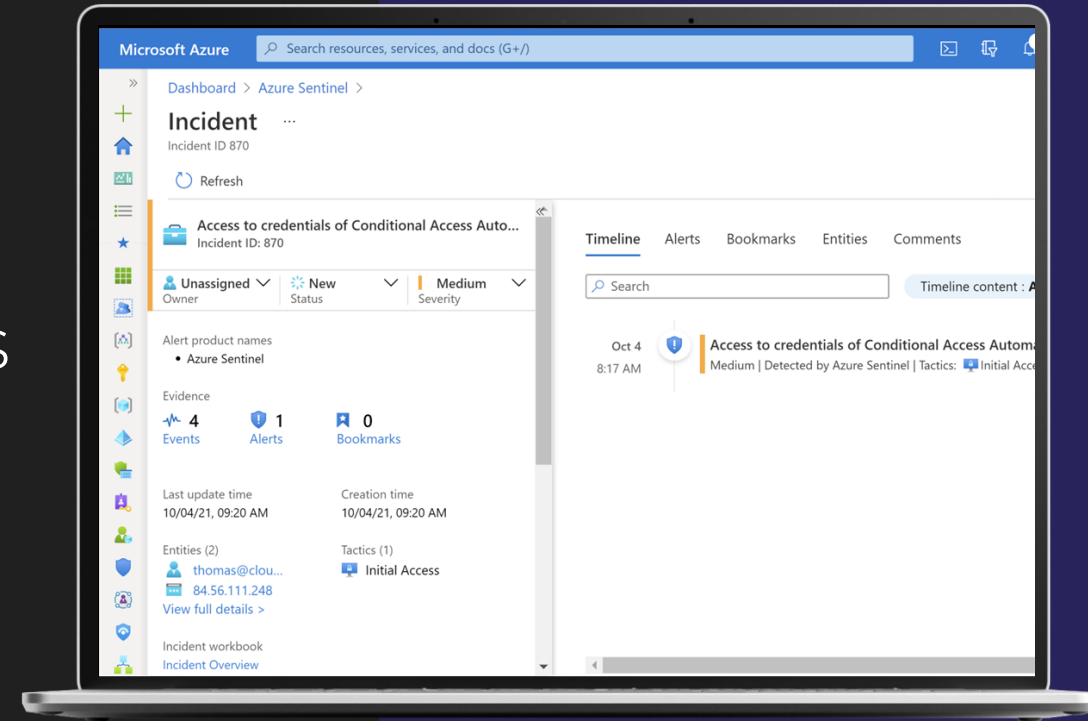 Microsoft Azure
Search resources, services, and docs (G+/)
Dashboard > Azure Sentinel >
Incident ...
Incident ID 870
Refresh
Access to credentials of Conditional Access Auto...
Incident ID: 870
Unassigned
Owner
New
Status
Medium
Severity
Alert product names
• Azure Sentinel
Evidence
4
Events
1
Alerts
0
Bookmarks
Last update time
10/04/21, 09:20 AM
Creation time
10/04/21, 09:20 AM
Entities (2)
thomas@clou...
84.56.111.248
View full details >
Tactics (1)
Initial Access
Incident workbook
Incident Overview
Timeline Alerts Bookmarks Entities Comments
Search
Timeline content : A
Oct 4
8:17 AM
Access to credentials of Conditional Access Automa
Medium | Detected by Azure Sentinel | Tactics: Initial Acce
s